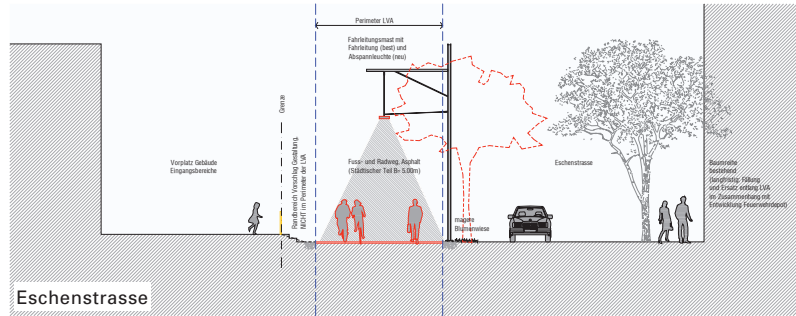 Perimeter LVA
Fahrleitungsmast mit
Fahrleitung (best) und
Abspannleuchte (neu)
Grenze
Vorplatz Gebäude
Eingangsbereiche
Randbereich Vorschlag Gestaltung,
NICHT im Perimeter der LVA
Fuss- und Radweg, Asphalt
(Städtischer Teil B= 5.00m)
magere
Blumenwiese
Eschenstrasse
Baumreihe
bestehend
(langfristig: Fällung
und Ersatz entlang LVA
im Zusammenhang mit
Entwicklung Feuerwehrdepot)
Eschenstrasse